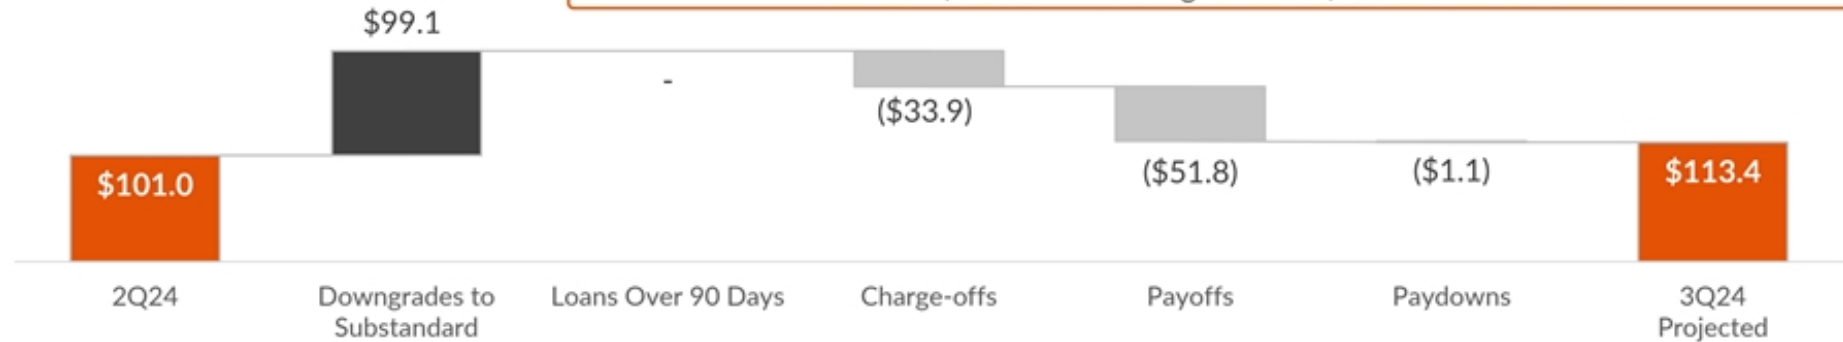 $99.1
-
($33.9)
$101.0
($51.8)
($1.1)
$113.4
2Q24
Downgrades to
Substandard
Loans Over 90 Days
Charge-offs
Payoffs
Paydowns
3Q24
Projected